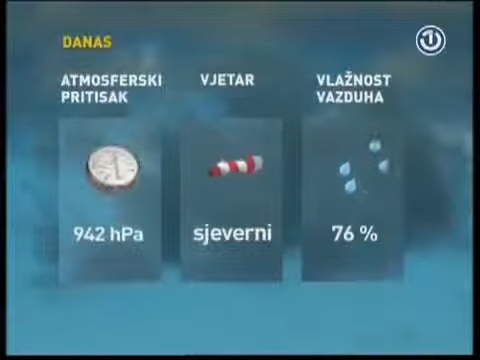 DANAS
ATMOSFERSKI
PRITISAK
VJETAR
VLAŽNOST
VAZDUHA
942 hPa
sjeverni
76 %